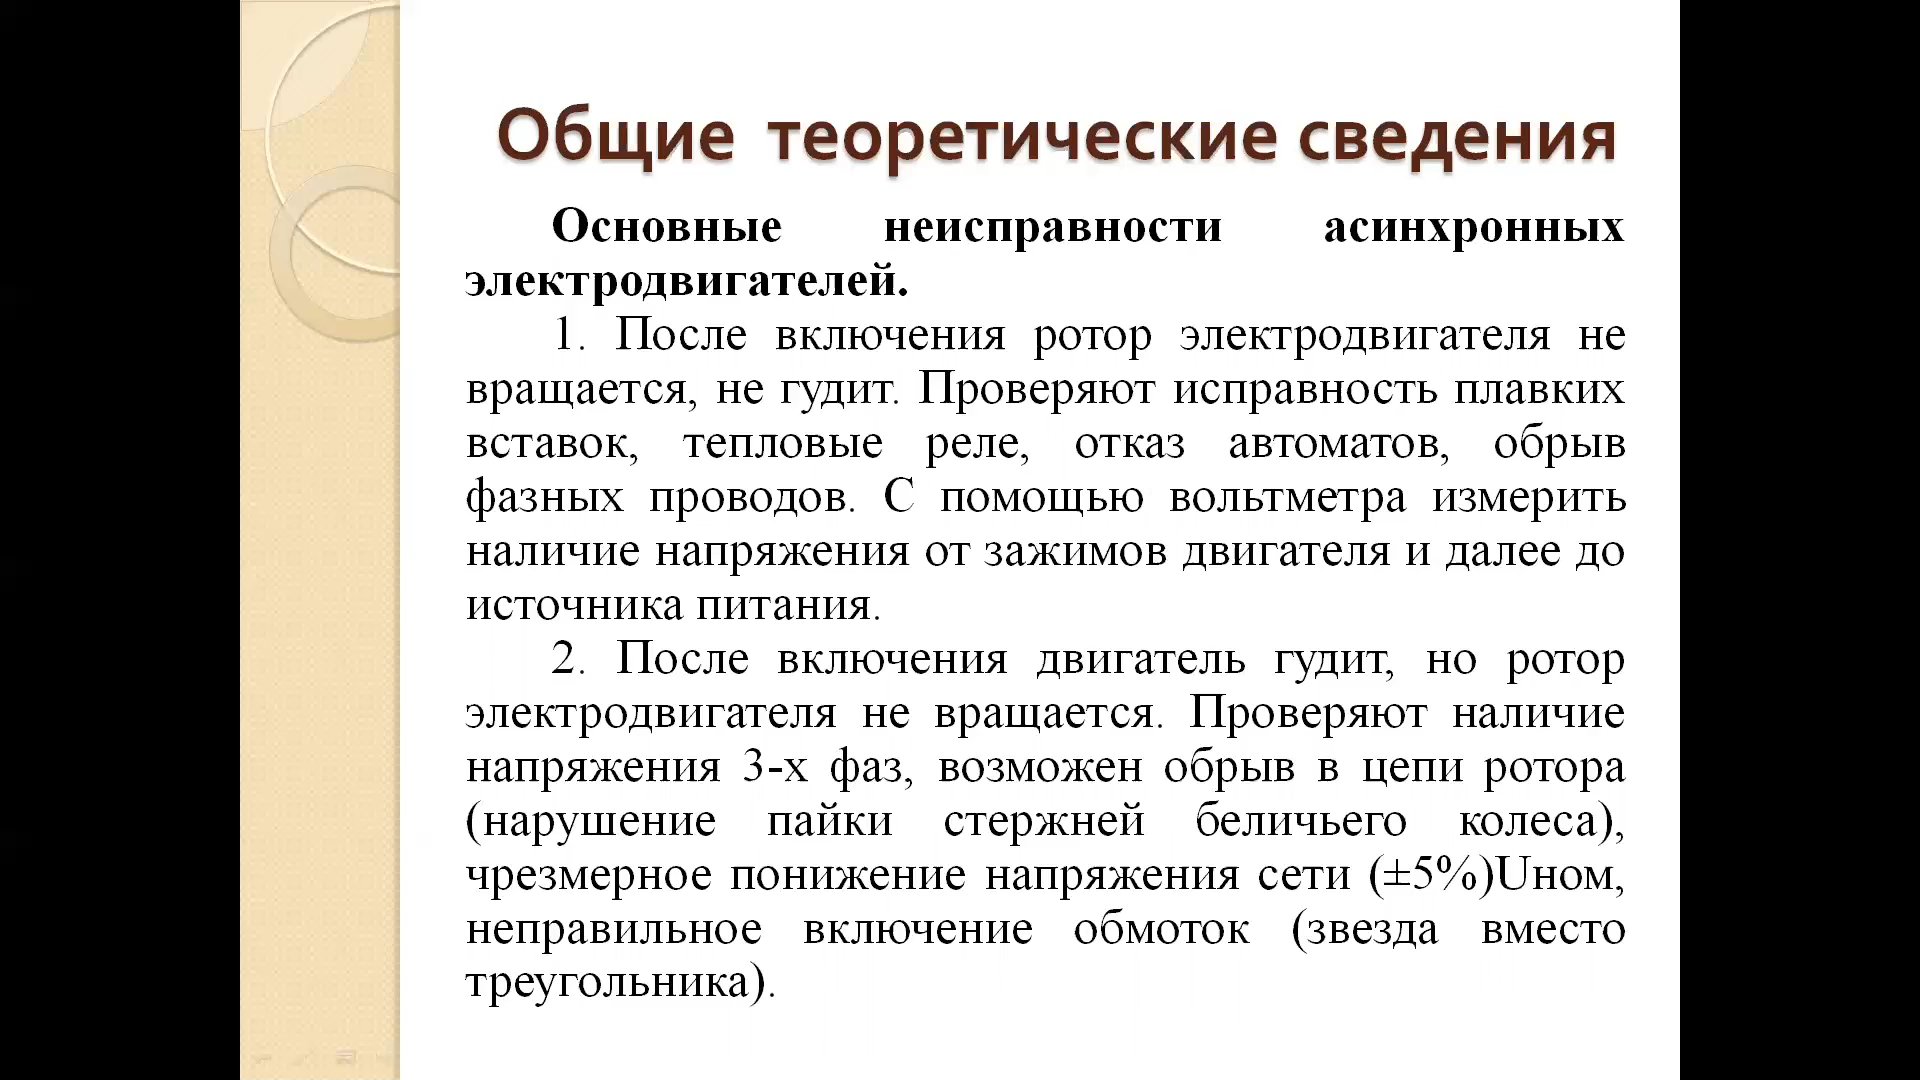 Общие теоретические сведения
Основные неисправности асинхронных
электродвигателей.
1. После включения ротор электродвигателя не
вращается, не гудит. Проверяют исправность плавких
вставок, тепловые реле, отказ автоматов, обрыв
фазных проводов. С помощью вольтметра измерить
наличие напряжения от зажимов двигателя и далее до
источника питания.
2. После включения двигатель гудит, но ротор
электродвигателя не вращается. Проверяют наличие
напряжения 3-х фаз, возможен обрыв в цепи ротора
(нарушение пайки стержней беличьего колеса),
чрезмерное понижение напряжения сети (±5%)Uном,
неправильное включение обмоток (звезда вместо
треугольника).